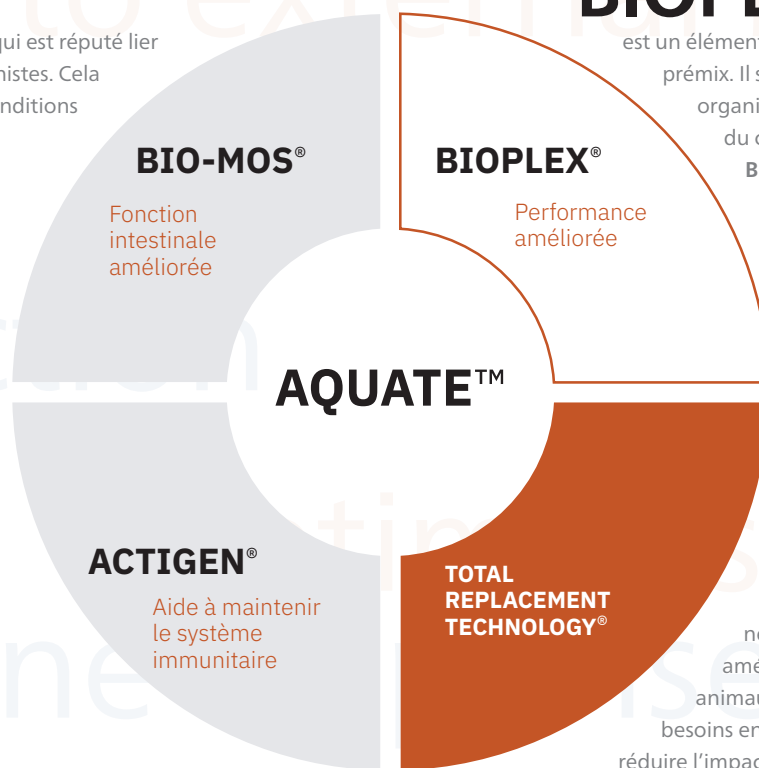 qui est réputé lier
nistes. Cela
nditions
BIOPL
est un élément
prémix. Il s
organi
du c
B
BIO-MOS®
Fonction
intestinale
améliorée
BIOPLEX®
Performance
améliorée
AQUATE™
ACTIGEN®
Aide à maintenir
le système
immunitaire
TOTAL
REPLACEMENT
TECHNOLOGY®
amé
animau
besoins en
réduire l'impac